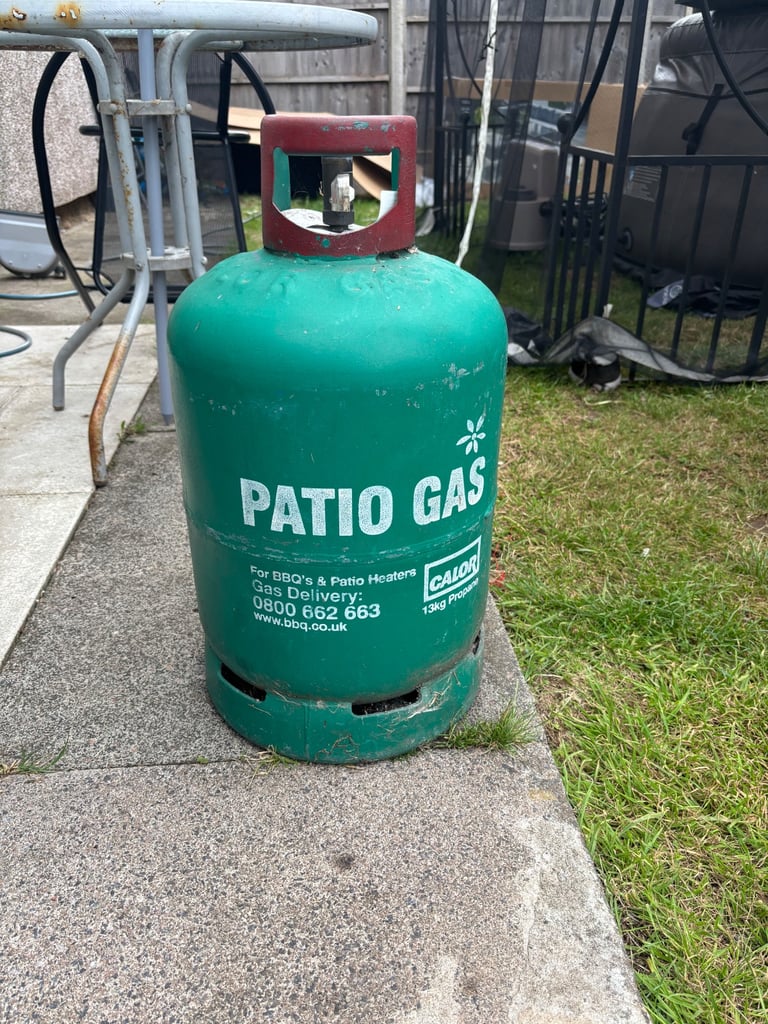 PATIO GAS
For BBQ's & Patio Heaters
Gas Delivery:
0800 662 663
www.bbq.co.uk
CALOR
13kg Propane